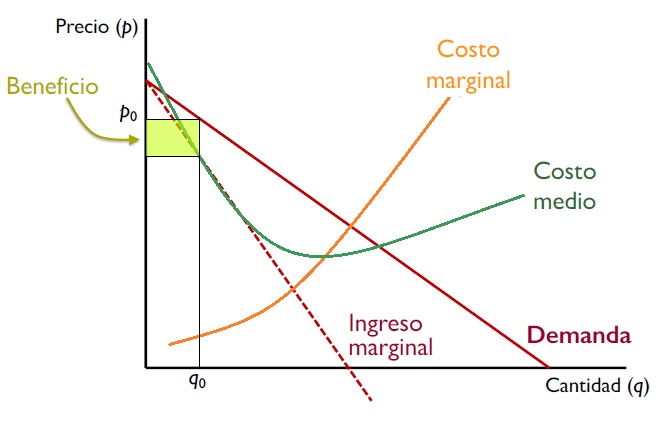 Precio (p)
Costo
marginal
Beneficio
p₀
Costo
medio
Ingreso
marginal
Demanda
q₀
Cantidad (q)